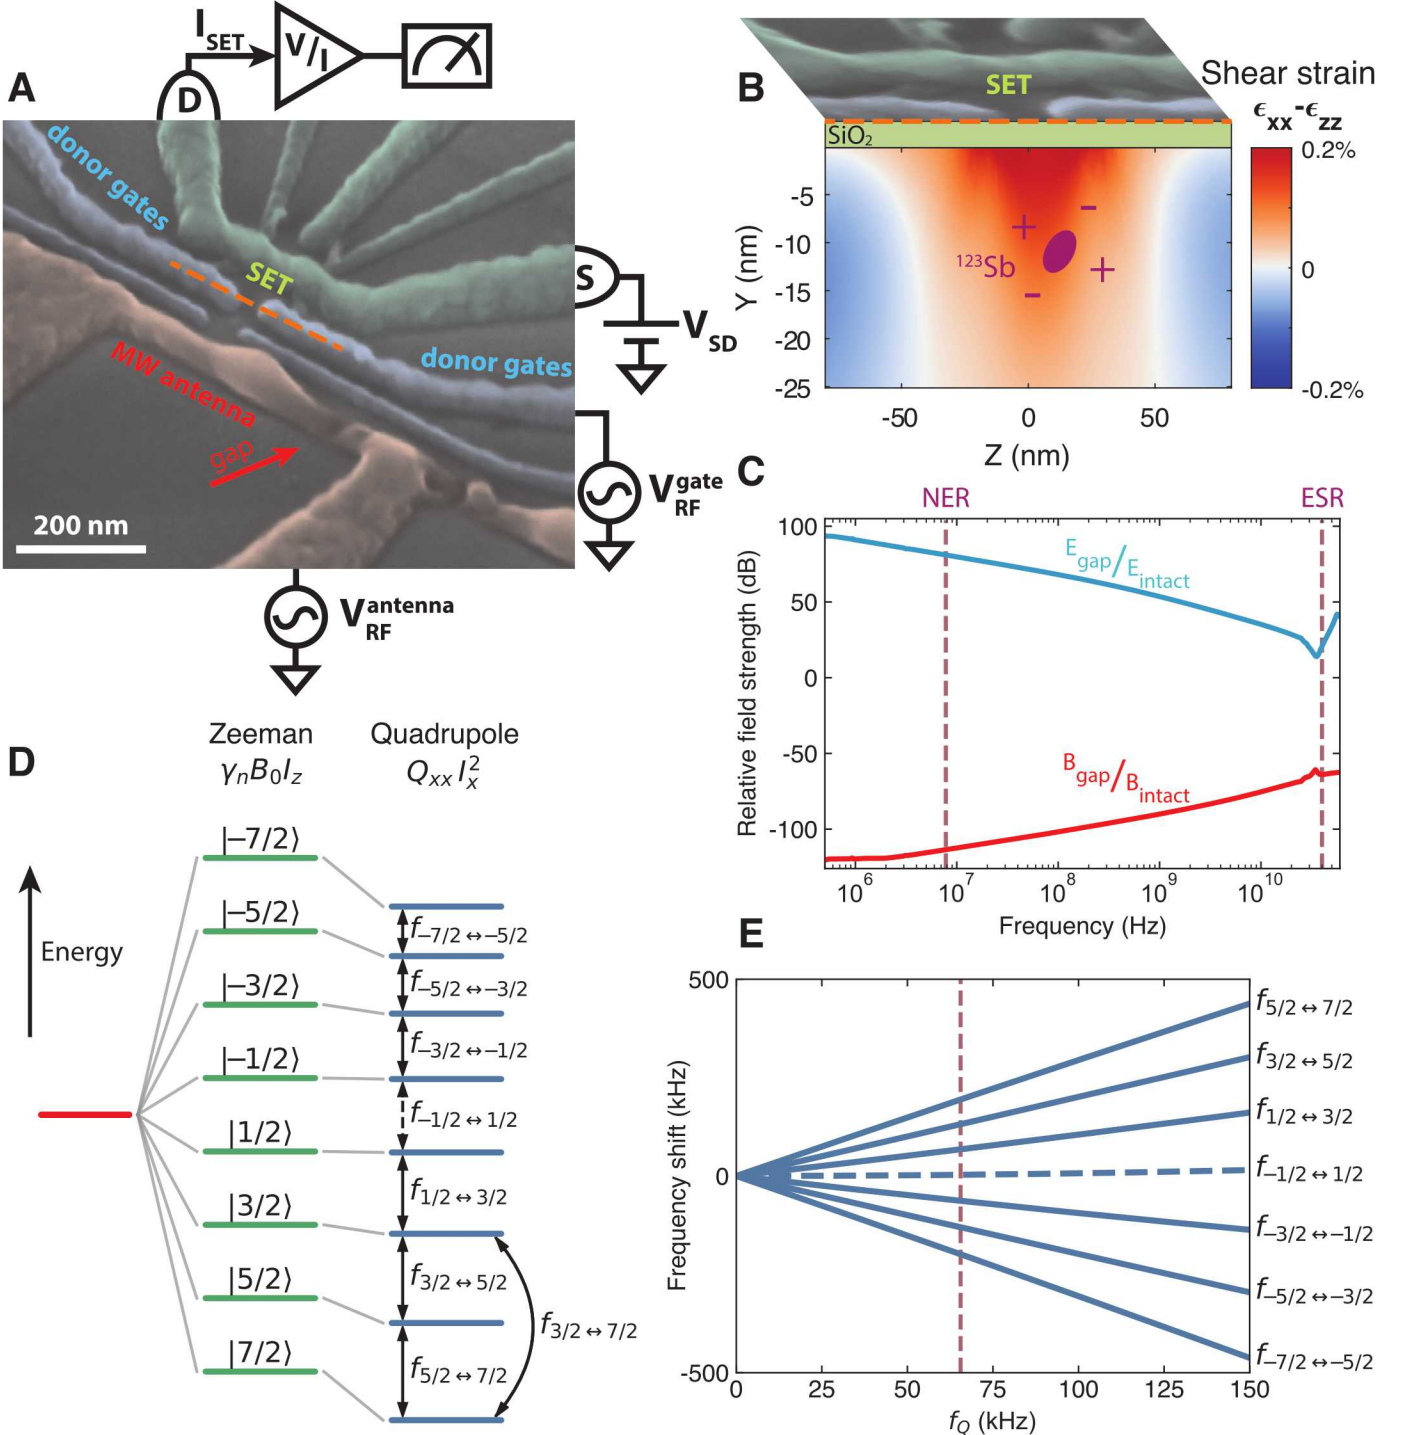 A
I_SET
V/I
D
donor gates
SET
MW antenna
gap
donor gates
200 nm
S
V_SD
V_RF^gate
V_RF^antenna
B
SET
SiO₂
Shear strain
ϵ_xx-ϵ_zz
0.2%
0
-0.2%
¹²³Sb
+
−
+
−
Y (nm)
-5
-10
-15
-20
-25
-50
0
50
Z (nm)
C
NER
ESR
E_gap/E_intact
B_gap/B_intact
Relative field strength (dB)
100
50
0
-50
-100
10⁶
10⁷
10⁸
10⁹
10¹⁰
Frequency (Hz)
D
Zeeman
γ_nB_0I_z
Quadrupole
Q_xx I_x^2
Energy
|−7/2⟩
|−5/2⟩
|−3/2⟩
|−1/2⟩
|1/2⟩
|3/2⟩
|5/2⟩
|7/2⟩
f_−7/2↔−5/2
f_−5/2↔−3/2
f_−3/2↔−1/2
f_−1/2↔1/2
f_1/2↔3/2
f_3/2↔5/2
f_5/2↔7/2
f_3/2↔7/2
E
Frequency shift (kHz)
500
0
-500
0
25
50
75
100
125
150
f_Q (kHz)
f_5/2↔7/2
f_3/2↔5/2
f_1/2↔3/2
f_−1/2↔1/2
f_−3/2↔−1/2
f_−5/2↔−3/2
f_−7/2↔−5/2